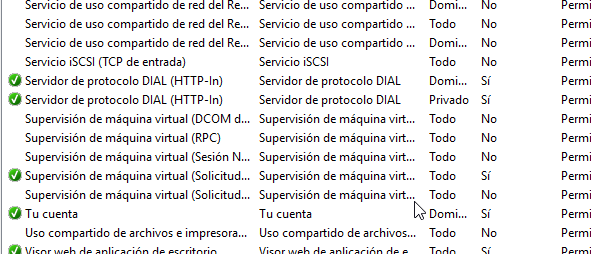 Servicio de uso compartido de red del Re... Servicio de uso compartido ... Domi... No Permi
Servicio de uso compartido de red del Re... Servicio de uso compartido ... Todo No Permi
Servicio de uso compartido de red del Re... Servicio de uso compartido ... Domi... No Permi
Servicio iSCSI (TCP de entrada) Servicio iSCSI Todo No Permi
Servidor de protocolo DIAL (HTTP-In) Servidor de protocolo DIAL Domi... Sí Permi
Servidor de protocolo DIAL (HTTP-In) Servidor de protocolo DIAL Privado Sí Permi
Supervisión de máquina virtual (DCOM d... Supervisión de máquina virt... Todo No Permi
Supervisión de máquina virtual (RPC) Supervisión de máquina virt... Todo No Permi
Supervisión de máquina virtual (Sesión N... Supervisión de máquina virt... Todo No Permi
Supervisión de máquina virtual (Solicitud... Supervisión de máquina virt... Todo Sí Permi
Supervisión de máquina virtual (Solicitud... Supervisión de máquina virt... Todo No Permi
Tu cuenta Tu cuenta Domi... Sí Permi
Uso compartido de archivos e impresora... Uso compartido de archivos... Todo No Permi
Visor web de aplicación de escritorio Visor web de aplicación de e... Todo Sí Permi